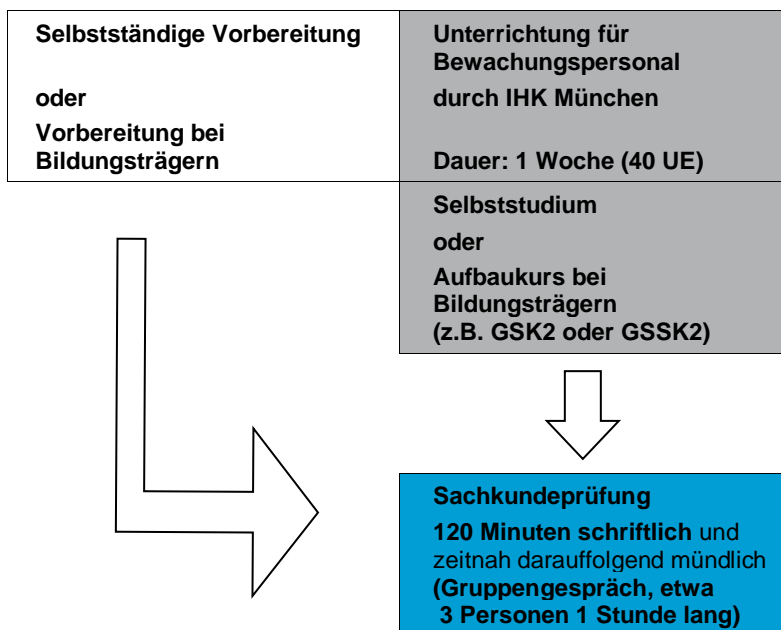 Selbstständige Vorbereitung
oder
Vorbereitung bei
Bildungsträgern
Unterrichtung für
Bewachungspersonal
durch IHK München
Dauer: 1 Woche (40 UE)
Selbststudium
oder
Aufbaukurs bei
Bildungsträgern
(z.B. GSK2 oder GSSK2)
Sachkundeprüfung
120 Minuten schriftlich und
zeitnah darauffolgend mündlich
(Gruppengespräch, etwa
3 Personen 1 Stunde lang)